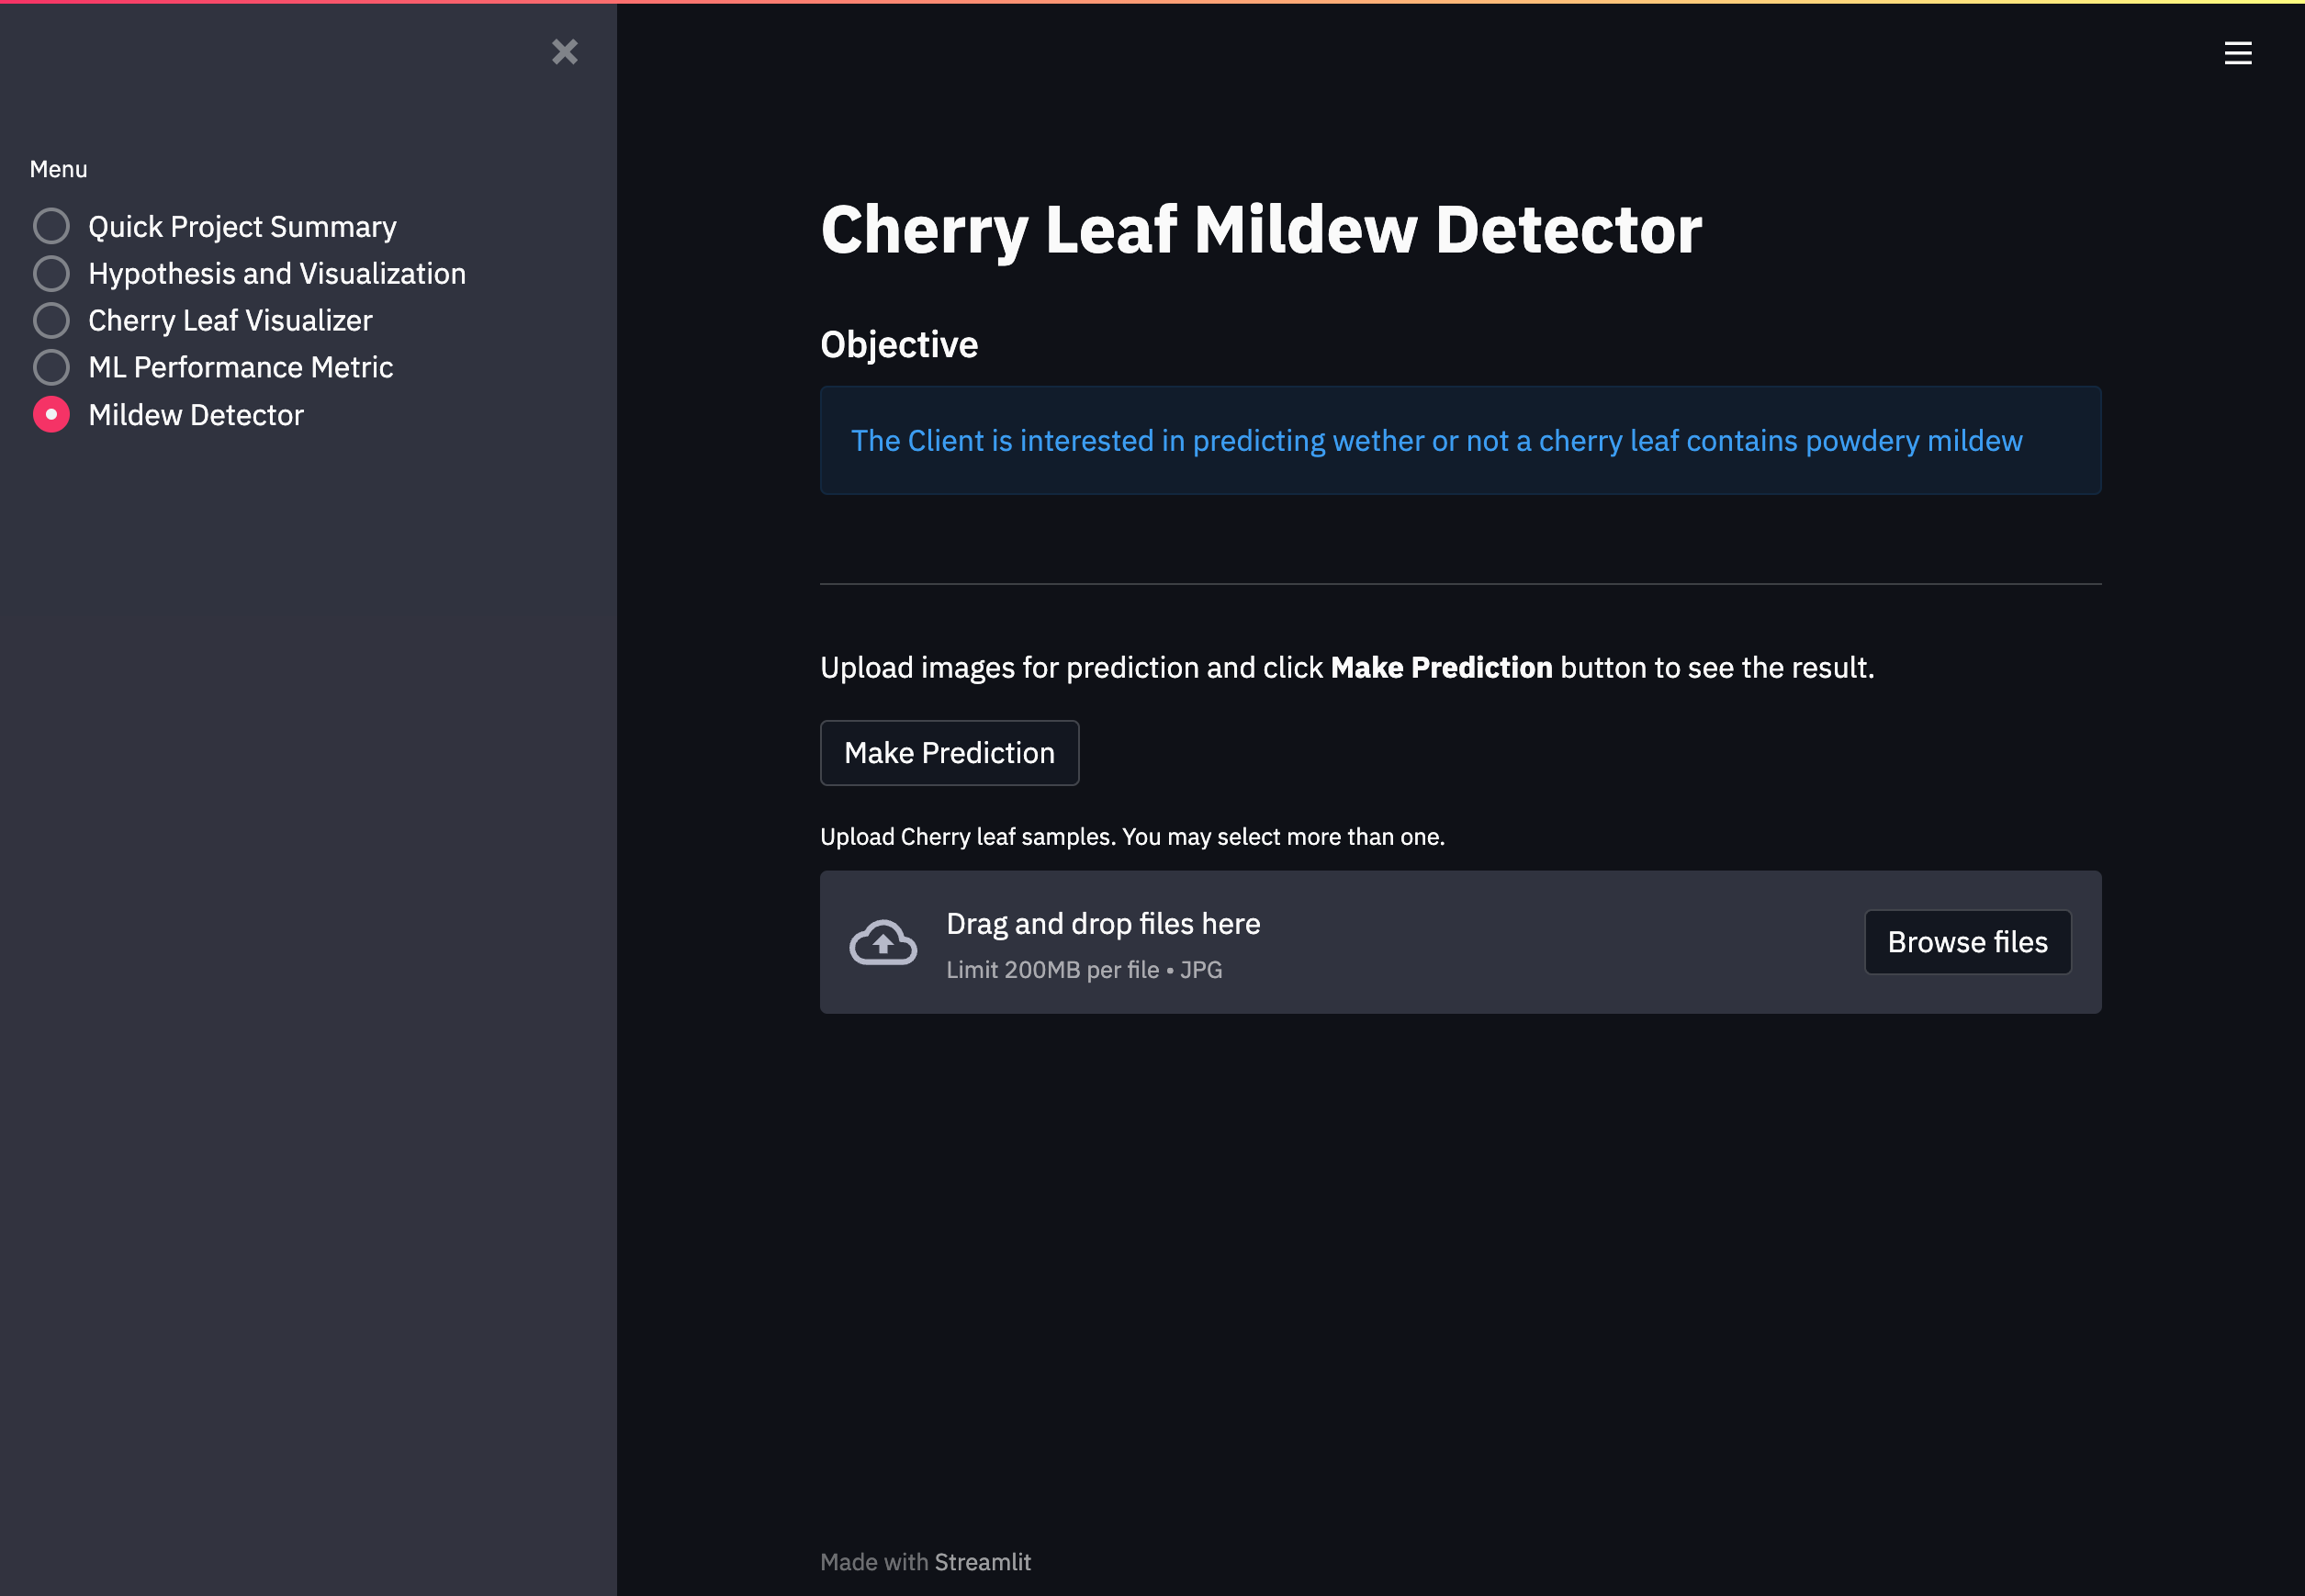 Menu
Quick Project Summary
Hypothesis and Visualization
Cherry Leaf Visualizer
ML Performance Metric
Mildew Detector
Cherry Leaf Mildew Detector
Objective
The Client is interested in predicting wether or not a cherry leaf contains powdery mildew
Upload images for prediction and click Make Prediction button to see the result.
Make Prediction
Upload Cherry leaf samples. You may select more than one.
Drag and drop files here
Limit 200MB per file • JPG
Browse files
Made with Streamlit